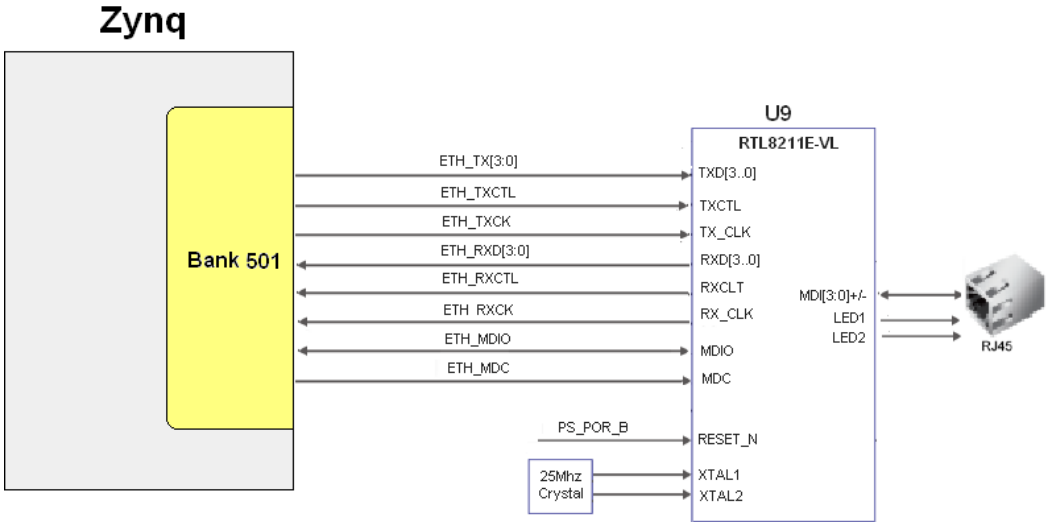 Zynq
U9
RTL8211E-VL
ETH_TX[3:0]
TXD[3..0]
ETH_TXCTL
TXCTL
ETH_TXCK
TX_CLK
Bank 501
ETH_RXD[3:0]
RXD[3..0]
ETH_RXCTL
RXCLT
ETH RXCK
RX_CLK
MDI[3:0]+/-
LED1
LED2
RJ45
ETH_MDIO
MDIO
ETH_MDC
MDC
PS_POR_B
RESET_N
25Mhz
Crystal
XTAL1
XTAL2